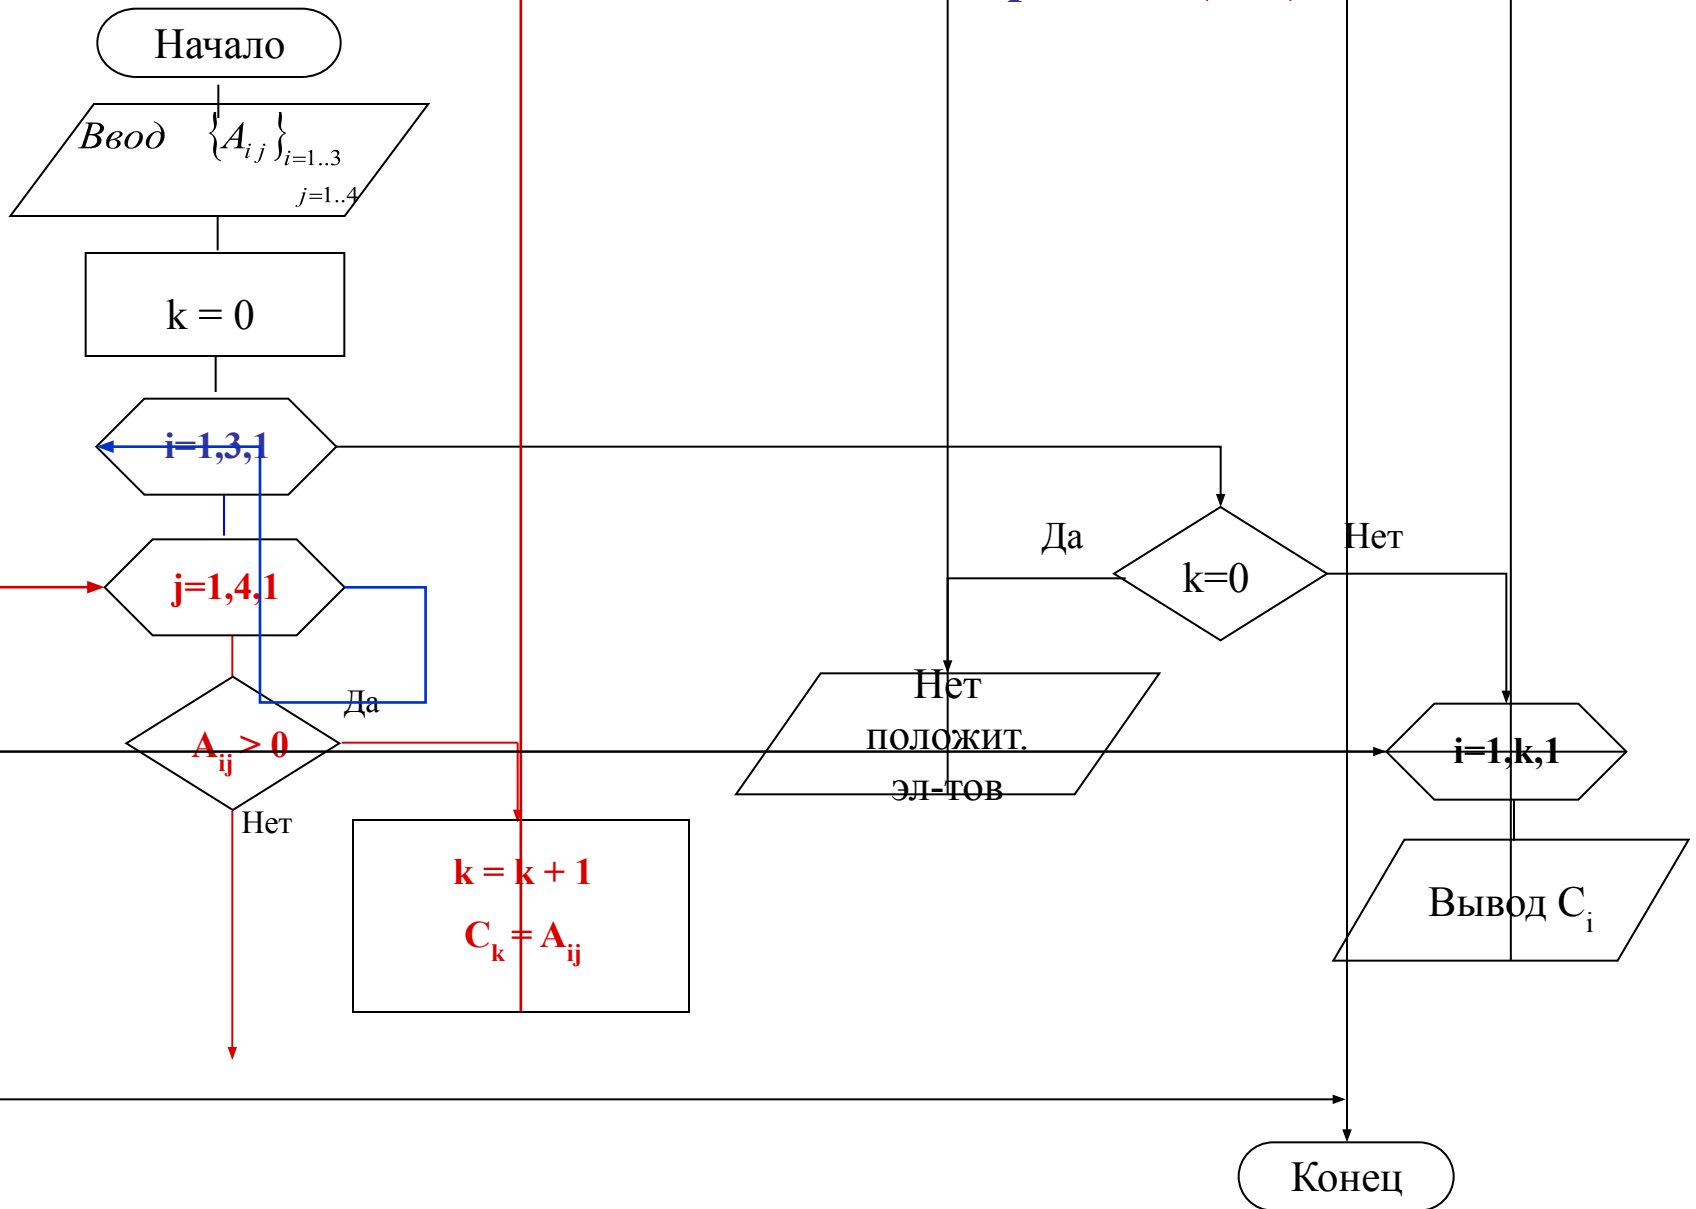 Начало
Ввод {A_ij}_i=1..3
j=1..4
k = 0
i=1,3,1
j=1,4,1
Да
A_ij > 0
Нет
k = k + 1
C_k = A_ij
Да
Нет
k=0
Нет
положит.
эл-тов
i=1,k,1
Вывод C_i
Конец